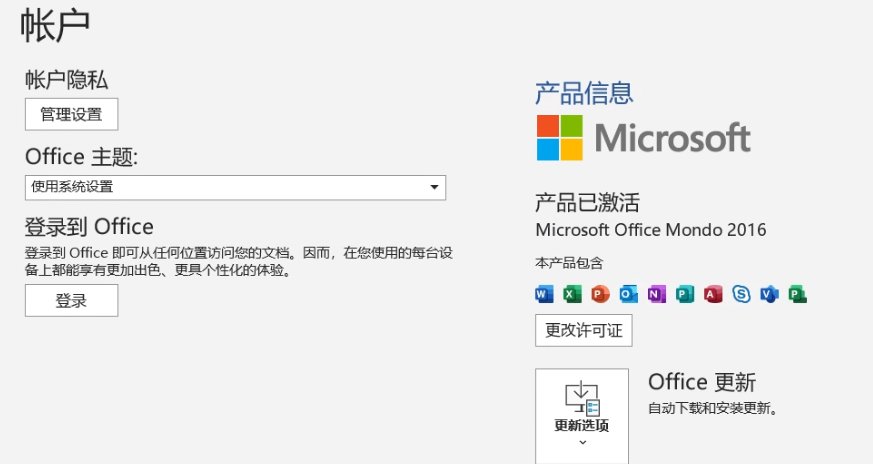 帐户
帐户隐私
管理设置
Office 主题:
使用系统设置
登录到 Office
登录到 Office 即可从任何位置访问您的文档。因而，在您使用的每台设
备上都能享有更加出色、更具个性化的体验。
登录
产品信息
Microsoft
产品已激活
Microsoft Office Mondo 2016
本产品包含
W X P O N P A S V P
更改许可证
更新选项
Office 更新
自动下载和安装更新。